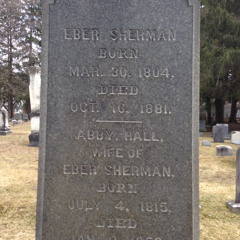 EBER SHERMAN
BORN
MAR. 30, 1804.
DIED
OCT. 16, 1881.
ABBY. HALL,
WIFE OF
EBER SHERMAN,
BORN
JULY 4, 1815,
DIED